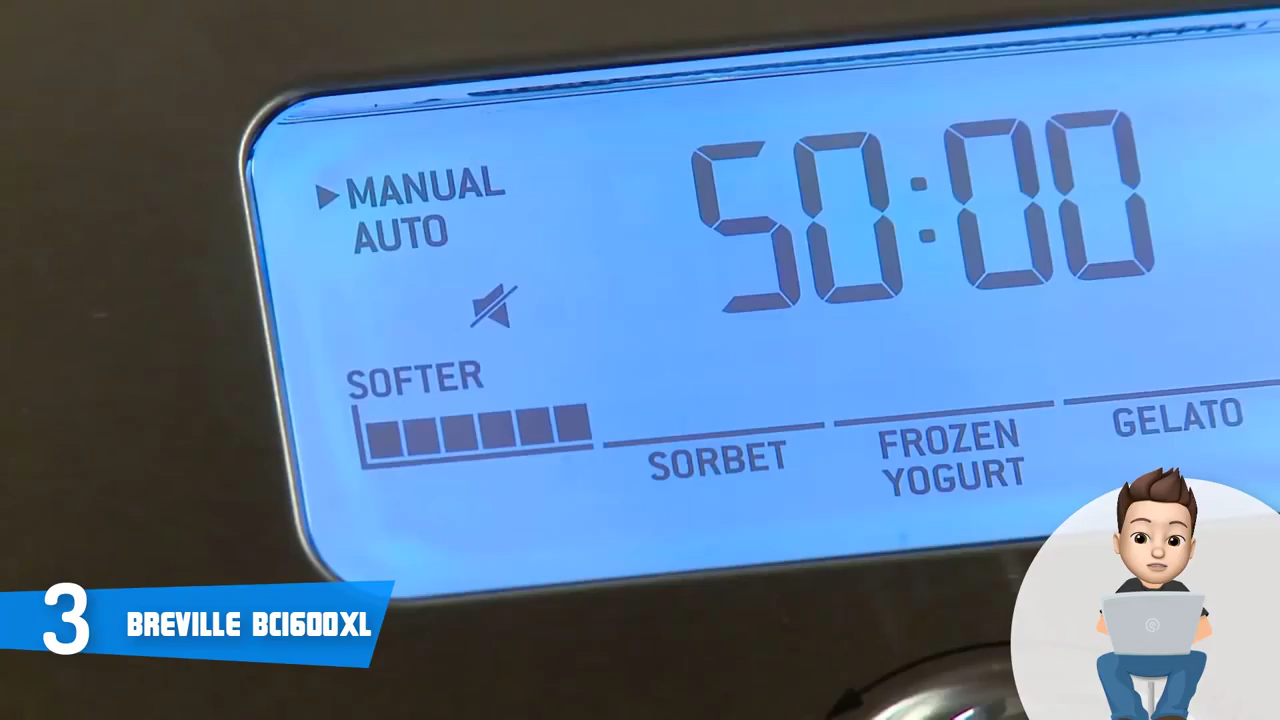 MANUAL
AUTO
50:00
SOFTER
SORBET
FROZEN
YOGURT
GELATO
3
BREVILLE BCI600XL